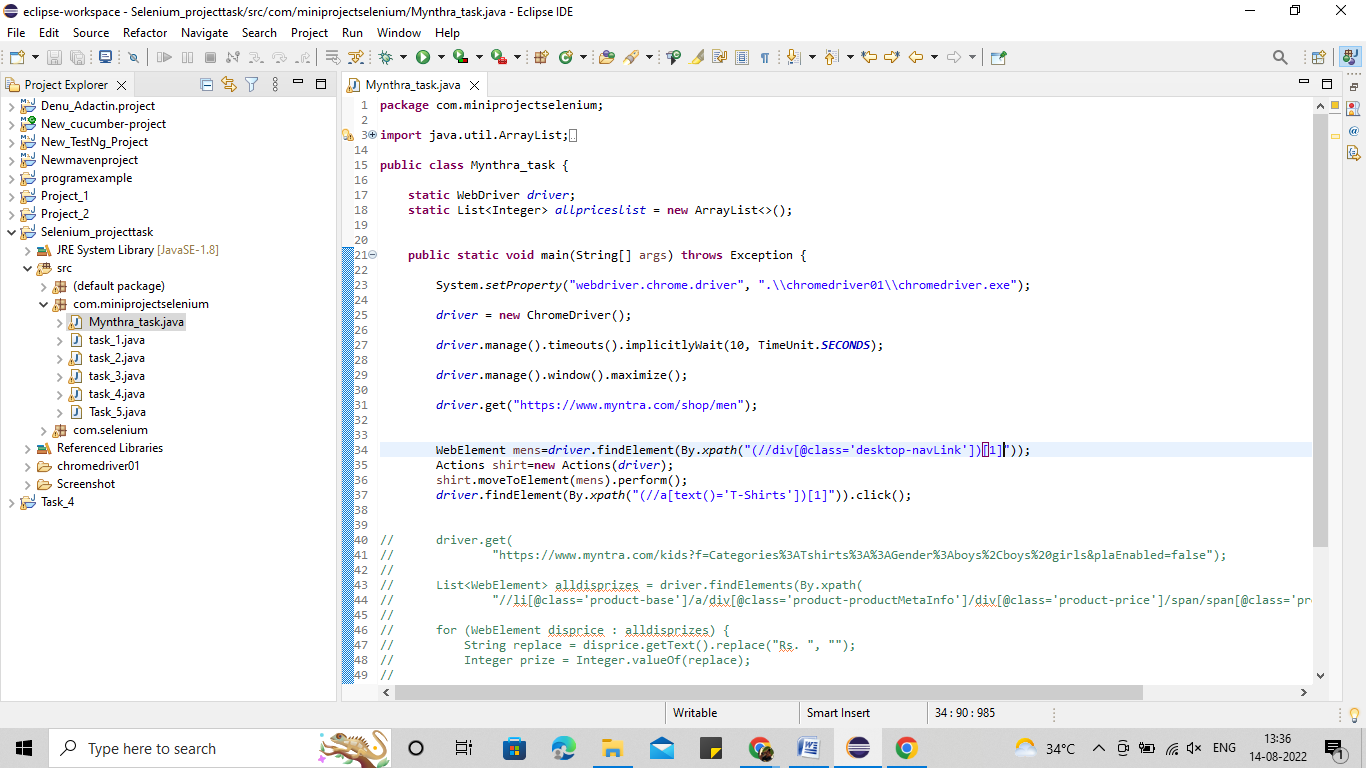 eclipse-workspace - Selenium_projecttask/src/com/miniprojectselenium/Mynthra_task.java - Eclipse IDE
File Edit Source Refactor Navigate Search Project Run Window Help
Project Explorer
Denu_Adactin.project
New_cucumber-project
New_TestNg_Project
Newmavenproject
programexample
Project_1
Project_2
Selenium_projecttask
JRE System Library [JavaSE-1.8]
src
(default package)
com.miniprojectselenium
Mynthra_task.java
task_1.java
task_2.java
task_3.java
task_4.java
Task_5.java
com.selenium
Referenced Libraries
chromedriver01
Screenshot
Task_4
Mynthra_task.java
1 package com.miniprojectselenium;
2
3 import java.util.ArrayList;
14
15 public class Mynthra_task {
16
17 static WebDriver driver;
18 static List<Integer> allpriceslist = new ArrayList<>();
19
20
21 public static void main(String[] args) throws Exception {
22
23 System.setProperty("webdriver.chrome.driver", ".\\chromedriver01\\chromedriver.exe");
24
25 driver = new ChromeDriver();
26
27 driver.manage().timeouts().implicitlyWait(10, TimeUnit.SECONDS);
28
29 driver.manage().window().maximize();
30
31 driver.get("https://www.myntra.com/shop/men");
32
33
34 WebElement mens=driver.findElement(By.xpath("(//div[@class='desktop-navLink'])[1]"));
35 Actions shirt=new Actions(driver);
36 shirt.moveToElement(mens).perform();
37 driver.findElement(By.xpath("(//a[text()='T-Shirts'])[1]")).click();
38
39
40 // driver.get(
41 // "https://www.myntra.com/kids?f=Categories%3ATshirts%3A%3AGender%3Aboys%2Cboys%20girls&plaEnabled=false");
42 //
43 // List<WebElement> alldisprizes = driver.findElements(By.xpath(
44 // "//li[@class='product-base']/a/div[@class='product-productMetaInfo']/div[@class='product-price']/span/span[@class='pro
45 //
46 // for (WebElement disprice : alldisprizes) {
47 // String replace = disprice.getText().replace("Rs. ", "");
48 // Integer prize = Integer.valueOf(replace);
49 //
Writable Smart Insert 34 : 90 : 985
Type here to search
34°C
ENG
13:36
14-08-2022
1